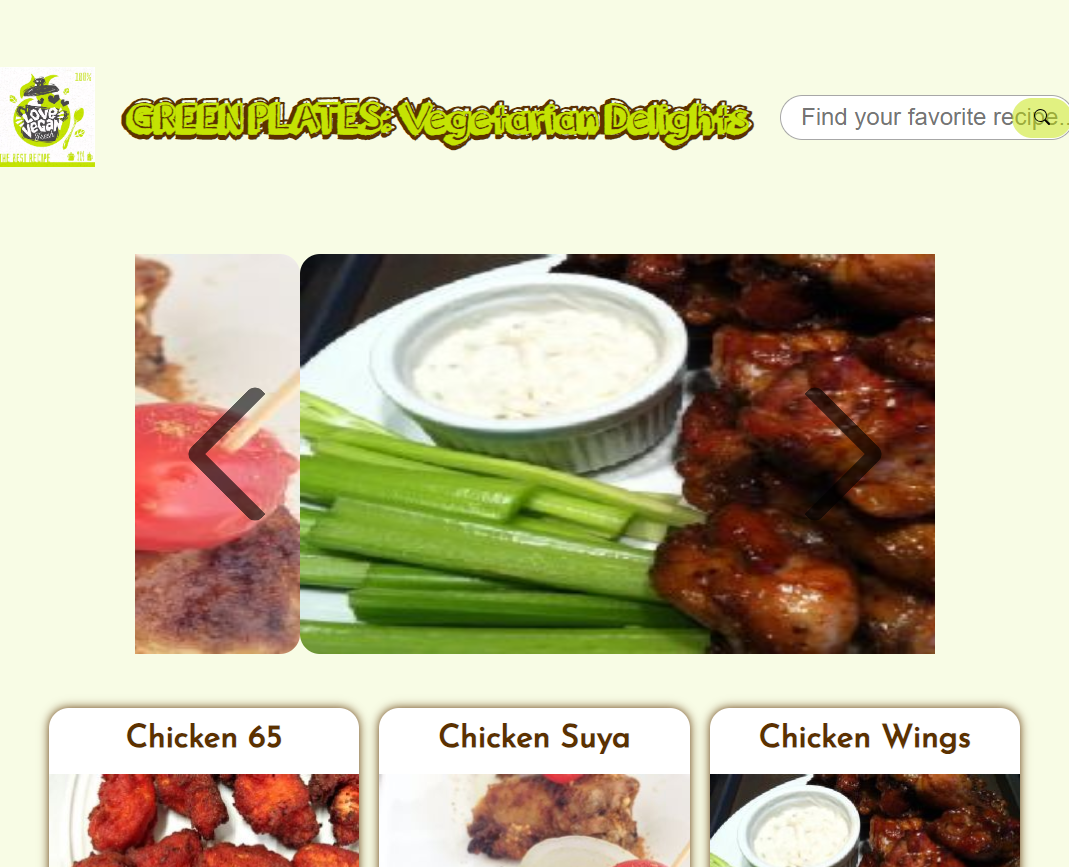 100%
LOVE
VEGAN
THE BEST RECIPE
GREEN PLATES: Vegetarian Delights
Find your favorite recipe..
Chicken 65
Chicken Suya
Chicken Wings